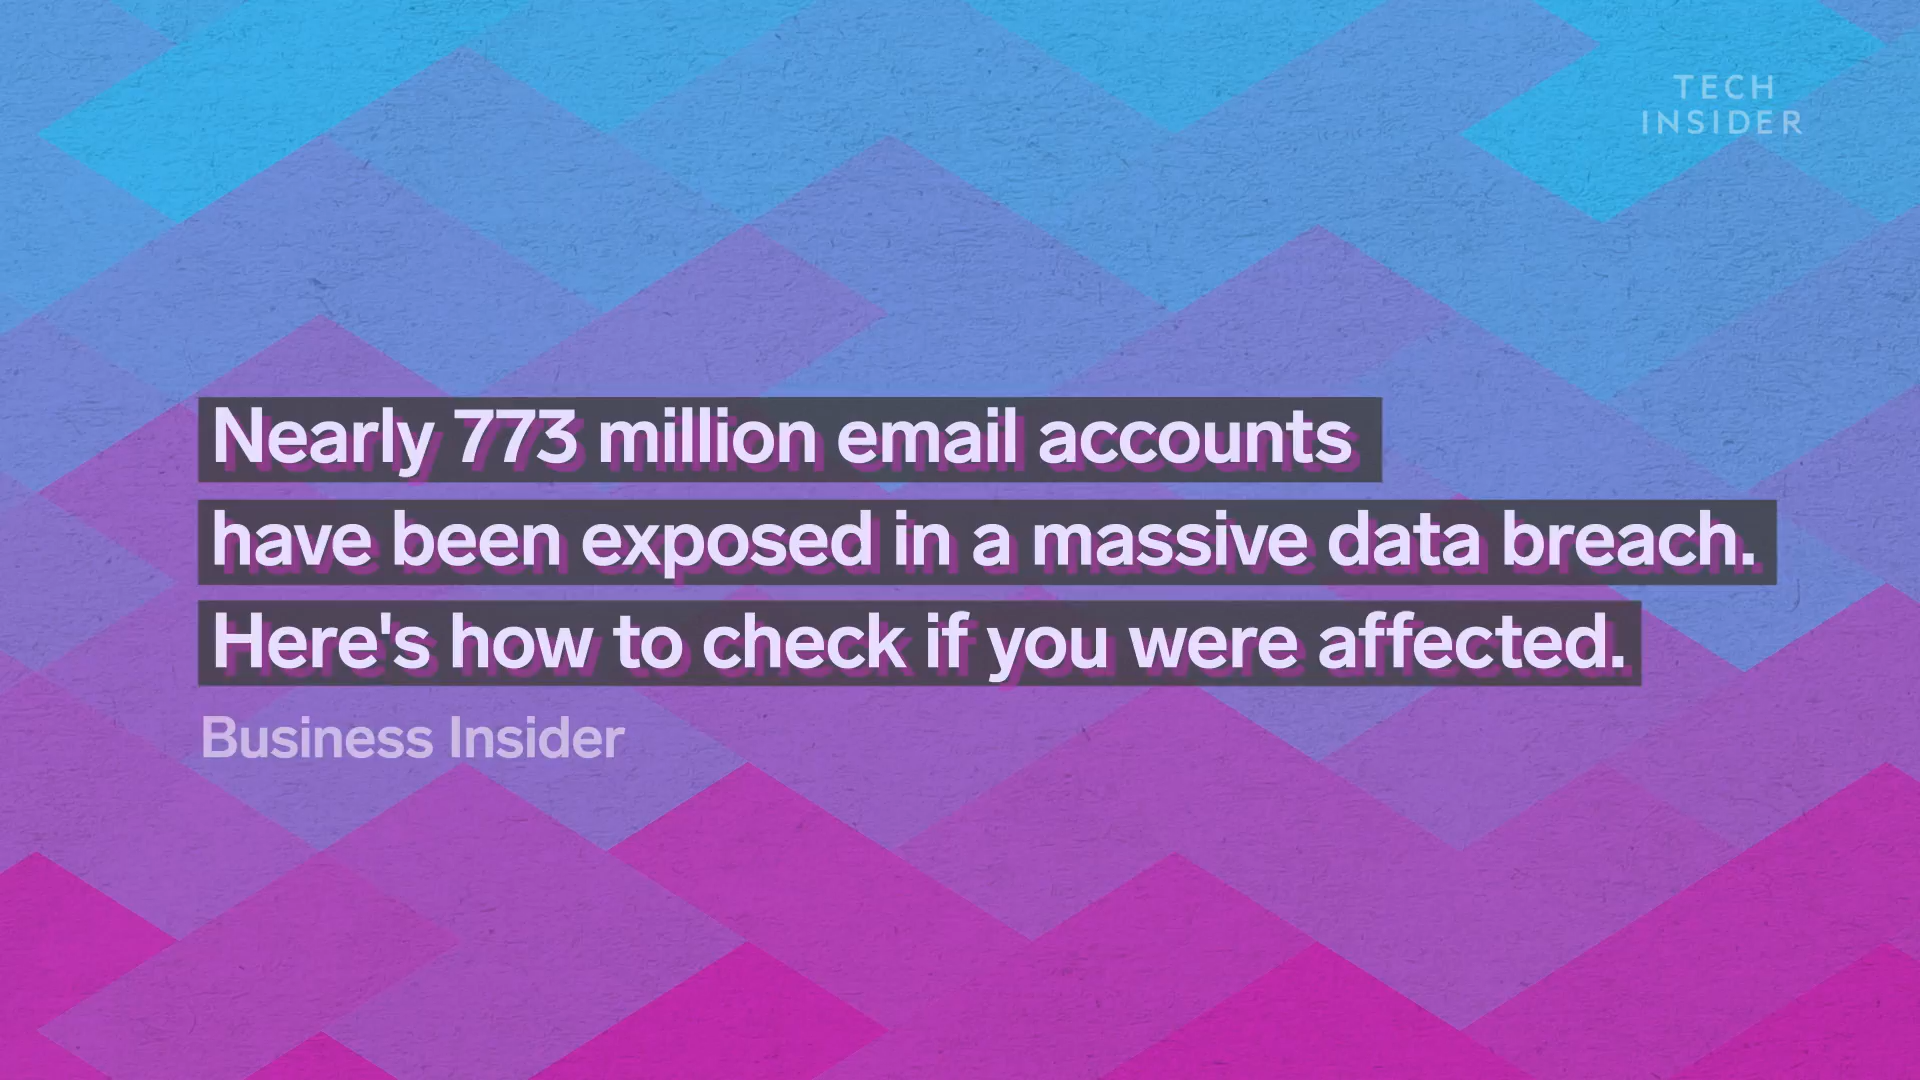 TECH
INSIDER
Nearly 773 million email accounts
have been exposed in a massive data breach.
Here's how to check if you were affected.
Business Insider